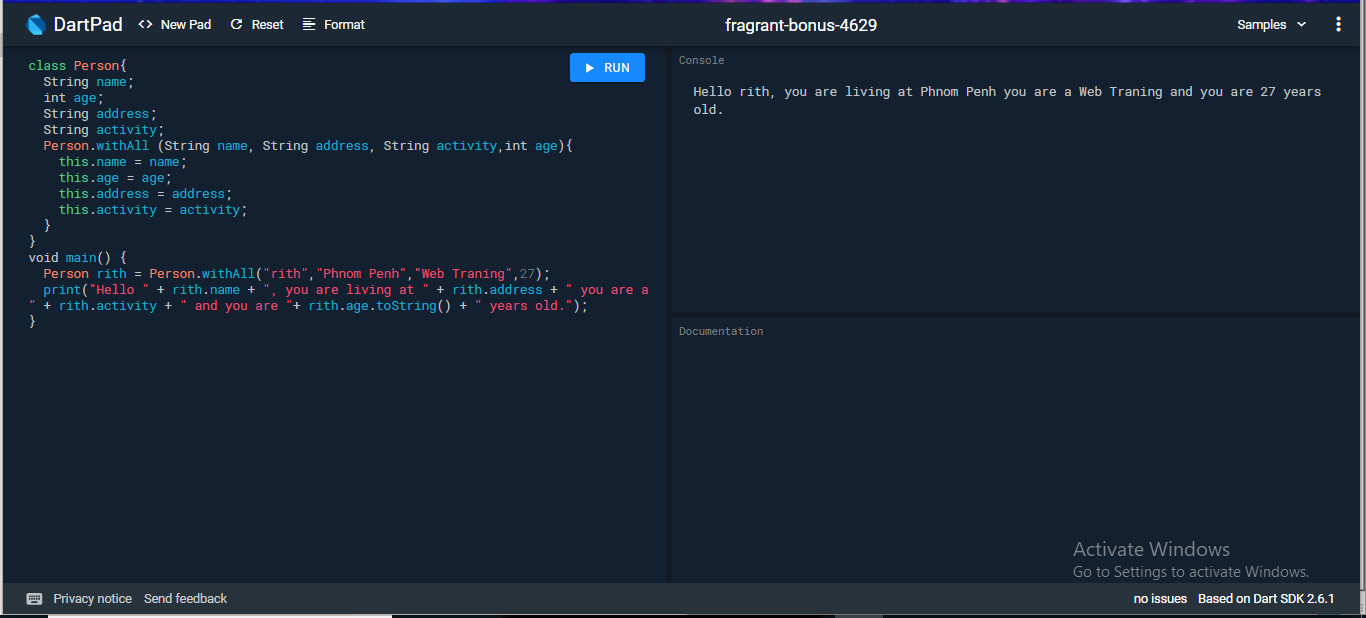 DartPad <> New Pad Reset Format fragrant-bonus-4629 Samples
class Person{
String name;
int age;
String address;
String activity;
Person.withAll (String name, String address, String activity,int age){
this.name = name;
this.age = age;
this.address = address;
this.activity = activity;
}
}
void main() {
Person rith = Person.withAll("rith","Phnom Penh","Web Traning",27);
print("Hello " + rith.name + ", you are living at " + rith.address + " you are a
" + rith.activity + " and you are "+ rith.age.toString() + " years old.");
}
RUN
Console
Hello rith, you are living at Phnom Penh you are a Web Traning and you are 27 years
old.
Documentation
Activate Windows
Go to Settings to activate Windows.
Privacy notice Send feedback no issues Based on Dart SDK 2.6.1